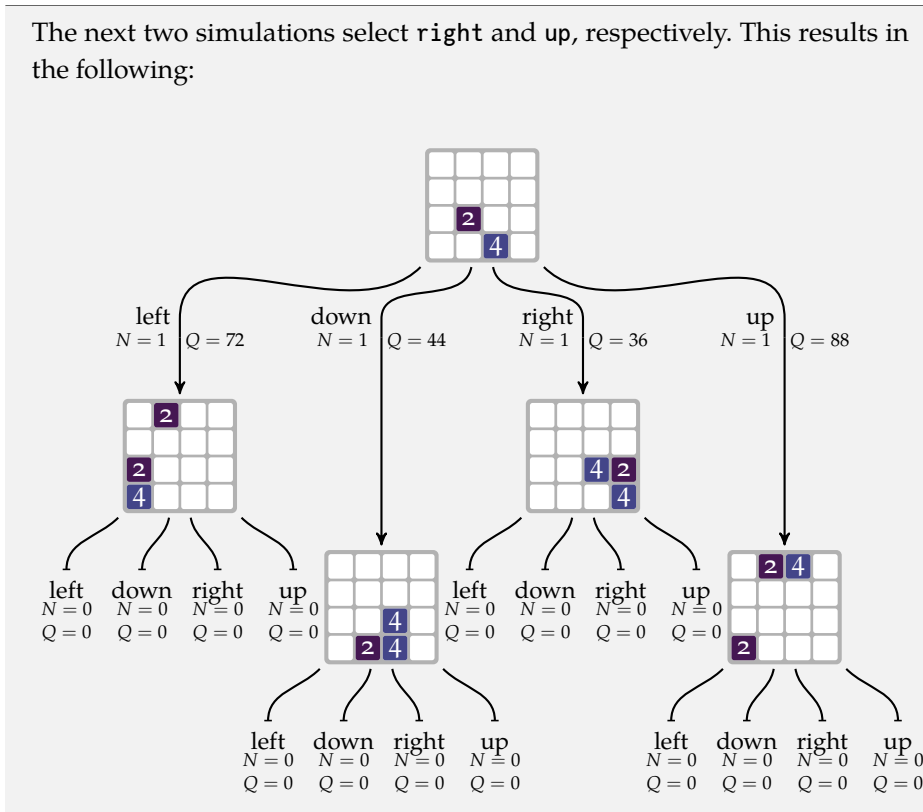 The next two simulations select right and up, respectively. This results in
the following:
2
4
left down right up
N = 1 Q = 72 N = 1 Q = 44 N = 1 Q = 36 N = 1 Q = 88
2
2
4
4 2
4
left down right up
N = 0 N = 0 N = 0 N = 0
Q = 0 Q = 0 Q = 0 Q = 0
left down right up
N = 0 N = 0 N = 0 N = 0
Q = 0 Q = 0 Q = 0 Q = 0
4
2 4
2 4
2
left down right up
N = 0 N = 0 N = 0 N = 0
Q = 0 Q = 0 Q = 0 Q = 0
left down right up
N = 0 N = 0 N = 0 N = 0
Q = 0 Q = 0 Q = 0 Q = 0